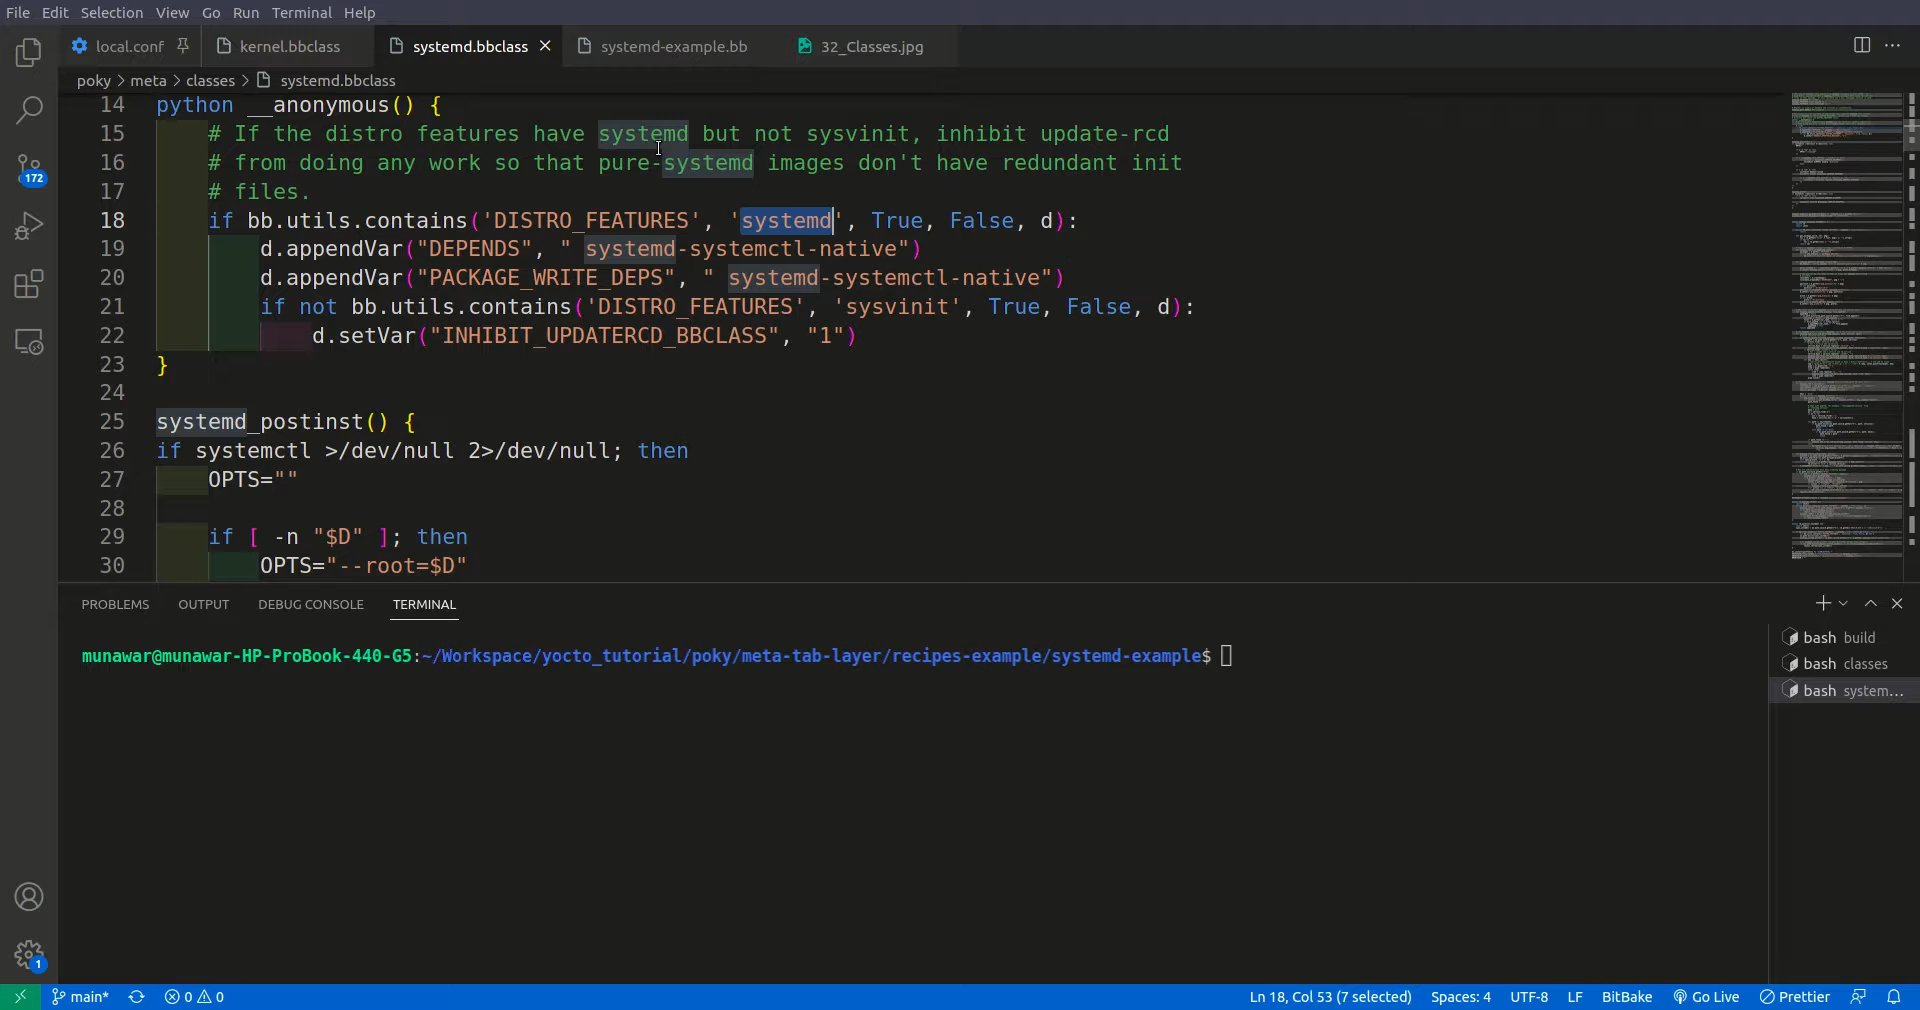 File Edit Selection View Go Run Terminal Help
local.conf kernel.bbclass systemd.bbclass systemd-example.bb 32_Classes.jpg
poky > meta > classes > systemd.bbclass
14 python __anonymous() {
15 # If the distro features have systemd but not sysvinit, inhibit update-rcd
16 # from doing any work so that pure-systemd images don't have redundant init
17 # files.
18 if bb.utils.contains('DISTRO_FEATURES', 'systemd', True, False, d):
19 d.appendVar("DEPENDS", " systemd-systemctl-native")
20 d.appendVar("PACKAGE_WRITE_DEPS", " systemd-systemctl-native")
21 if not bb.utils.contains('DISTRO_FEATURES', 'sysvinit', True, False, d):
22 d.setVar("INHIBIT_UPDATERCD_BBCLASS", "1")
23 }
24
25 systemd_postinst() {
26 if systemctl >/dev/null 2>/dev/null; then
27 OPTS=""
28
29 if [ -n "$D" ]; then
30 OPTS="--root=$D"
172
PROBLEMS OUTPUT DEBUG CONSOLE TERMINAL
munawar@munawar-HP-ProBook-440-G5:~/Workspace/yocto_tutorial/poky/meta-tab-layer/recipes-example/systemd-example$
bash build
bash classes
bash system...
1
main* 0 0 Ln 18, Col 53 (7 selected) Spaces: 4 UTF-8 LF BitBake Go Live Prettier